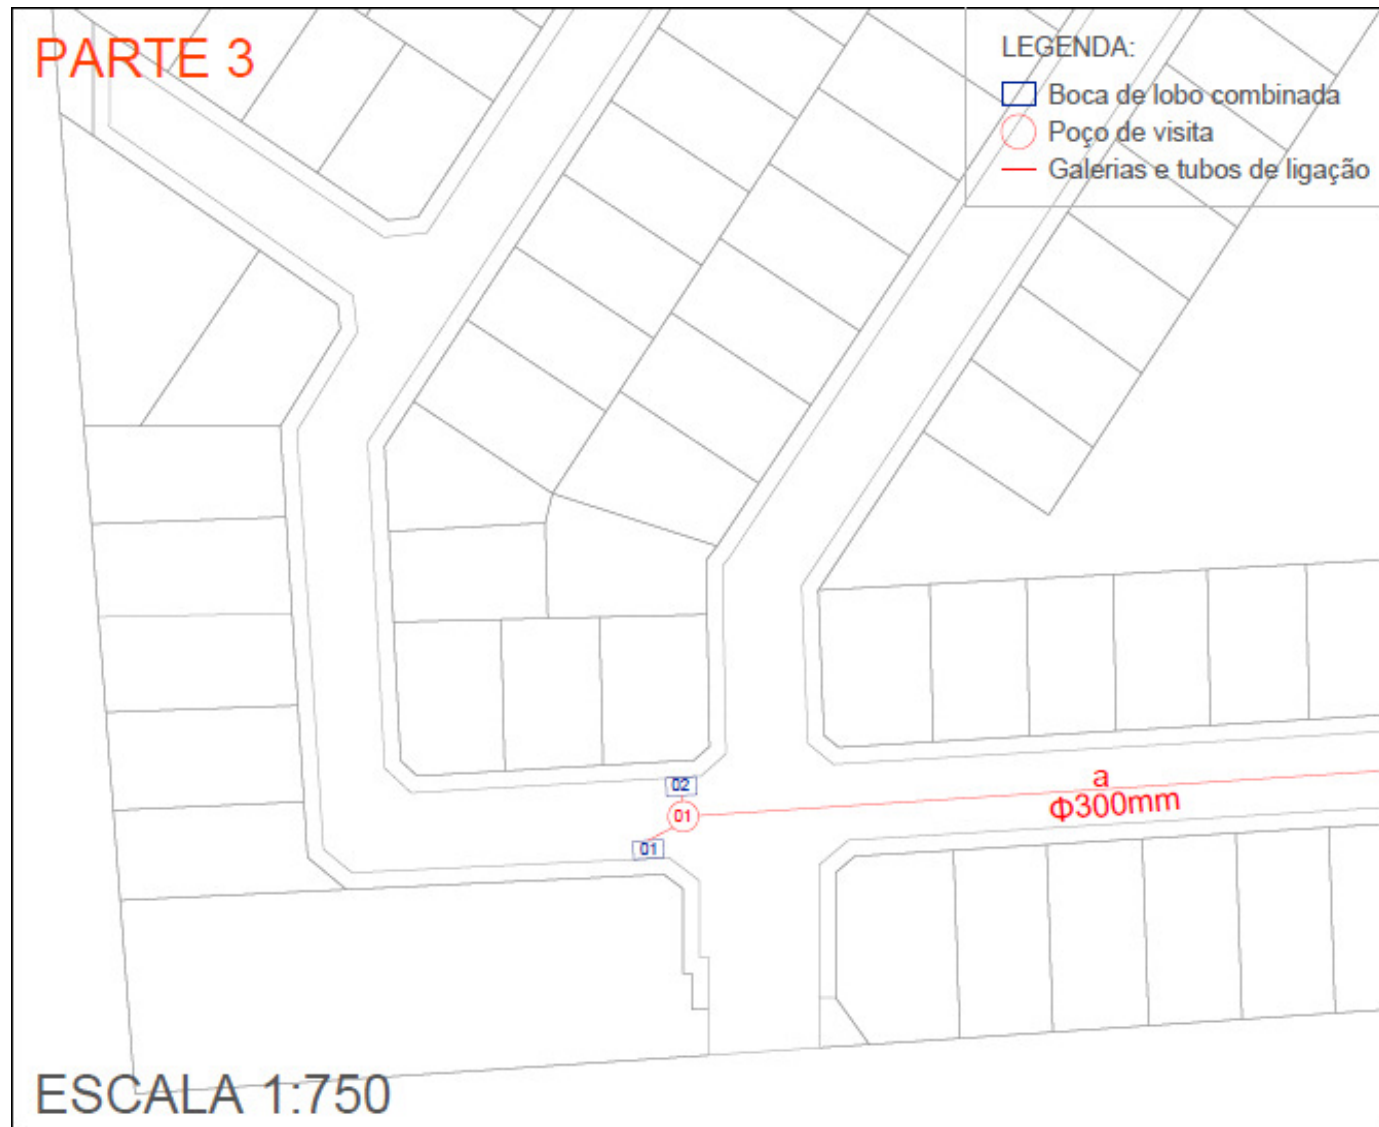 PARTE 3
LEGENDA:
Boca de lobo combinada
Poço de visita
Galerias e tubos de ligação
02
01
01
a
Φ300mm
ESCALA 1:750